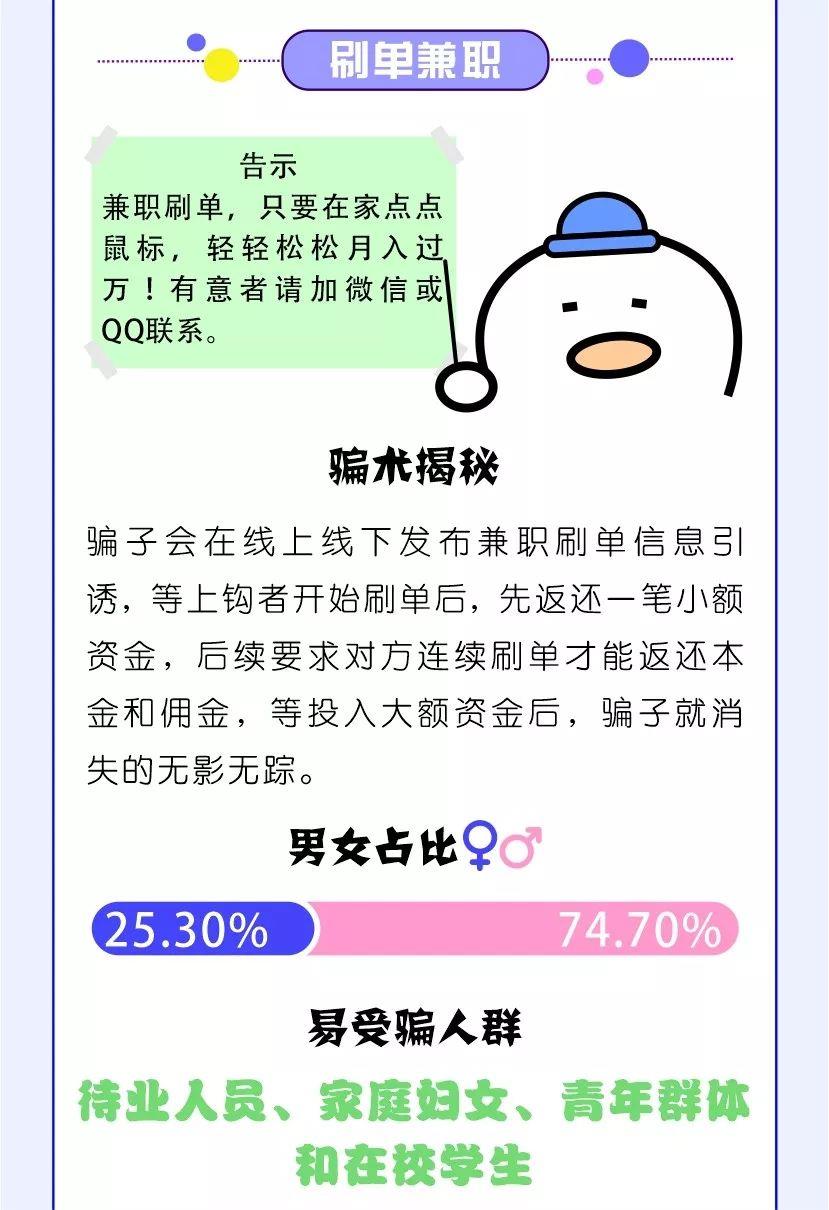 刷单兼职
告示
兼职刷单，只要在家点点
鼠标，轻轻松松月入过
万！有意者请加微信或
QQ联系。
骗术揭秘
骗子会在线上线下发布兼职刷单信息引
诱，等上钩者开始刷单后，先返还一笔小额
资金，后续要求对方连续刷单才能返还本
金和佣金，等投入大额资金后，骗子就消
失的无影无踪。
男女占比♀♂
25.30% 74.70%
易受骗人群
待业人员、家庭妇女、青年群体
和在校学生